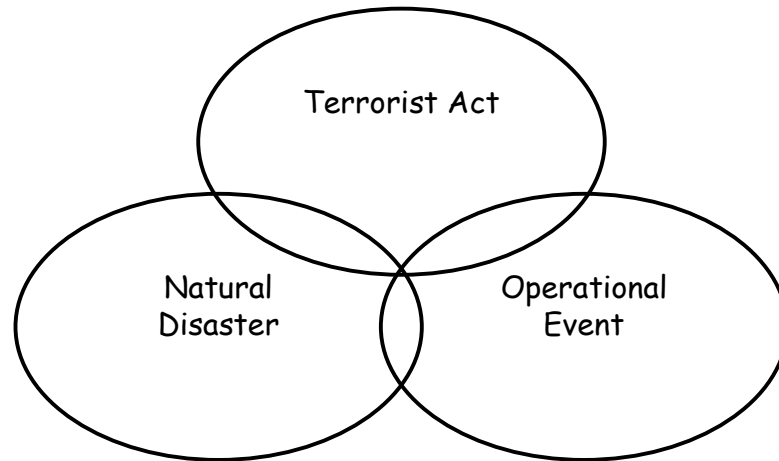 Terrorist Act
Natural
Disaster
Operational
Event